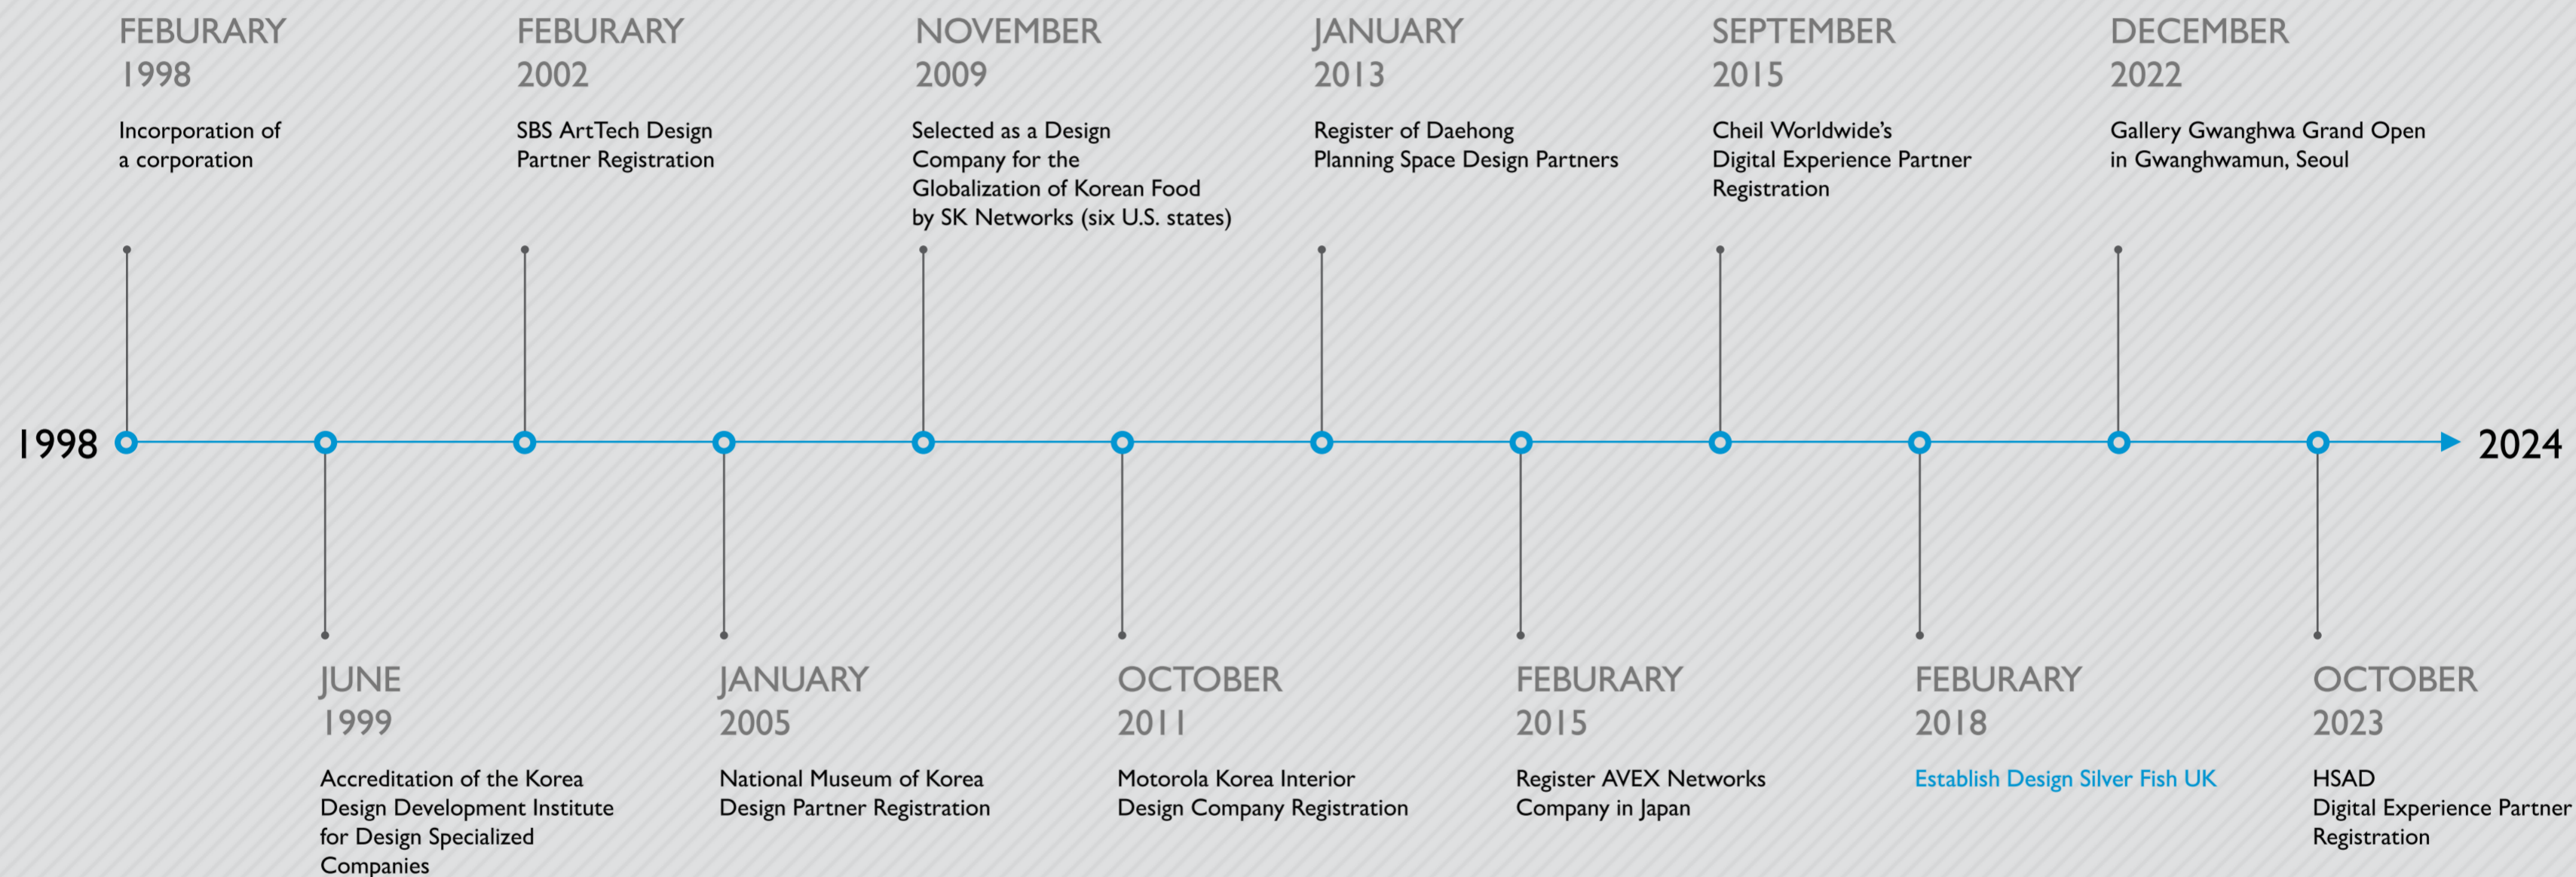 FEBURARY
1998
Incorporation of
a corporation
FEBURARY
2002
SBS ArtTech Design
Partner Registration
NOVEMBER
2009
Selected as a Design
Company for the
Globalization of Korean Food
by SK Networks (six U.S. states)
JANUARY
2013
Register of Daehong
Planning Space Design Partners
SEPTEMBER
2015
Cheil Worldwide’s
Digital Experience Partner
Registration
DECEMBER
2022
Gallery Gwanghwa Grand Open
in Gwanghwamun, Seoul
1998
2024
JUNE
1999
Accreditation of the Korea
Design Development Institute
for Design Specialized
Companies
JANUARY
2005
National Museum of Korea
Design Partner Registration
OCTOBER
2011
Motorola Korea Interior
Design Company Registration
FEBURARY
2015
Register AVEX Networks
Company in Japan
FEBURARY
2018
Establish Design Silver Fish UK
OCTOBER
2023
HSAD
Digital Experience Partner
Registration